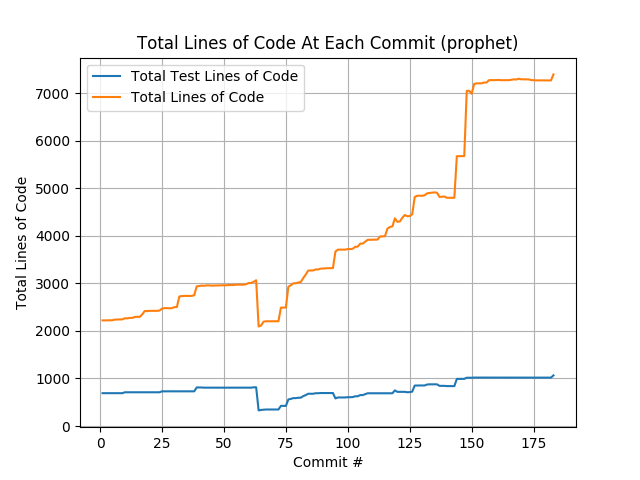 Total Lines of Code At Each Commit (prophet)
Total Test Lines of Code
Total Lines of Code
Total Lines of Code
7000
6000
5000
4000
3000
2000
1000
0
0 25 50 75 100 125 150 175
Commit #